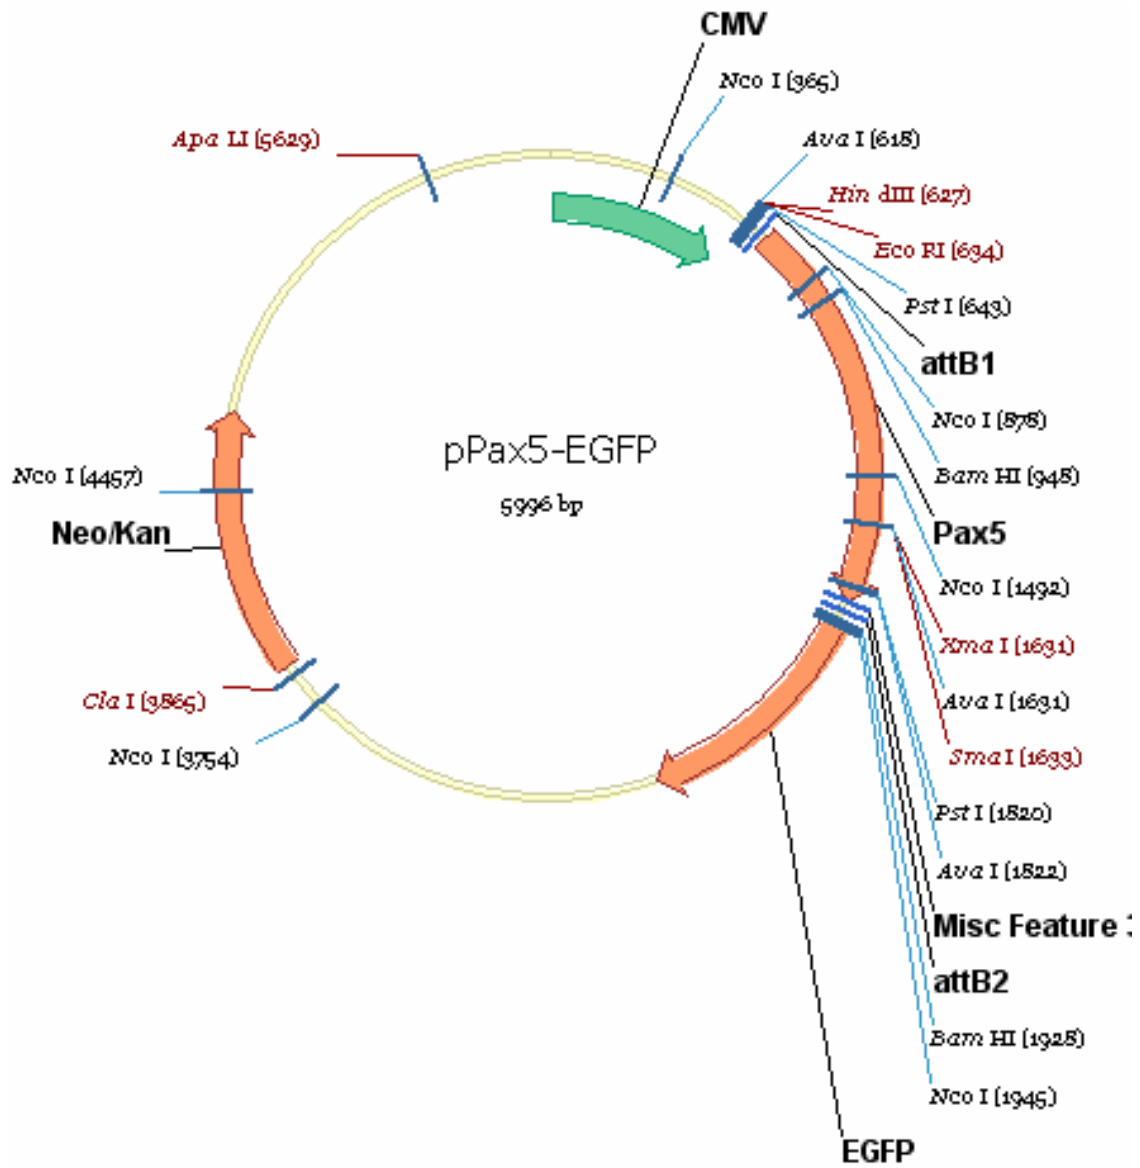 CMV
Nco I (365)
Apa LI (5629)
Ava I (618)
Hin dIII (627)
Eco RI (634)
Pst I (643)
attB1
Nco I (878)
pPax5-EGFP
Nco I (4457)
Bam HI (948)
5996 bp
Neo/Kan
Pax5
Nco I (1492)
Xma I (1631)
Cla I (3865)
Ava I (1631)
Nco I (3754)
Sma I (1633)
Pst I (1820)
Ava I (1822)
Misc Feature
attB2
Bam HI (1928)
Nco I (1945)
EGFP